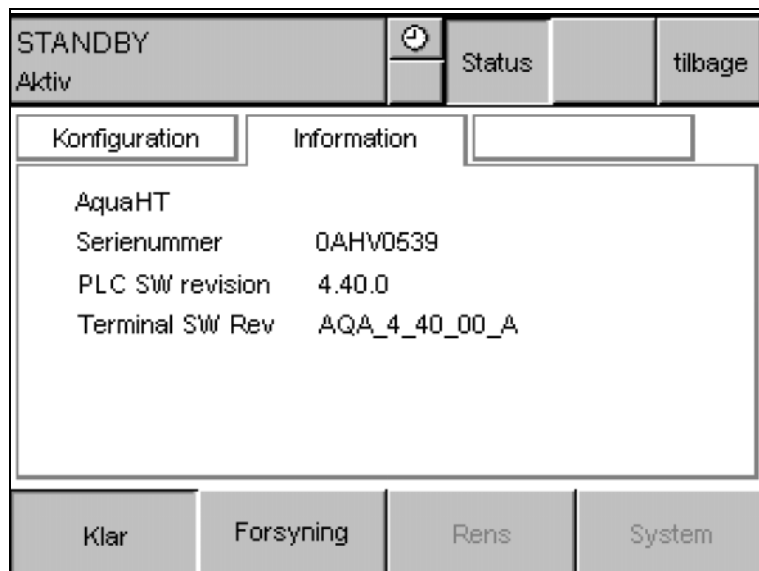 STANDBY
Aktiv
Status
tilbage
Konfiguration
Information
AquaHT
Serienummer 0AHV0539
PLC SW revision 4.40.0
Terminal SW Rev AQA_4_40_00_A
Klar
Forsyning
Rens
System